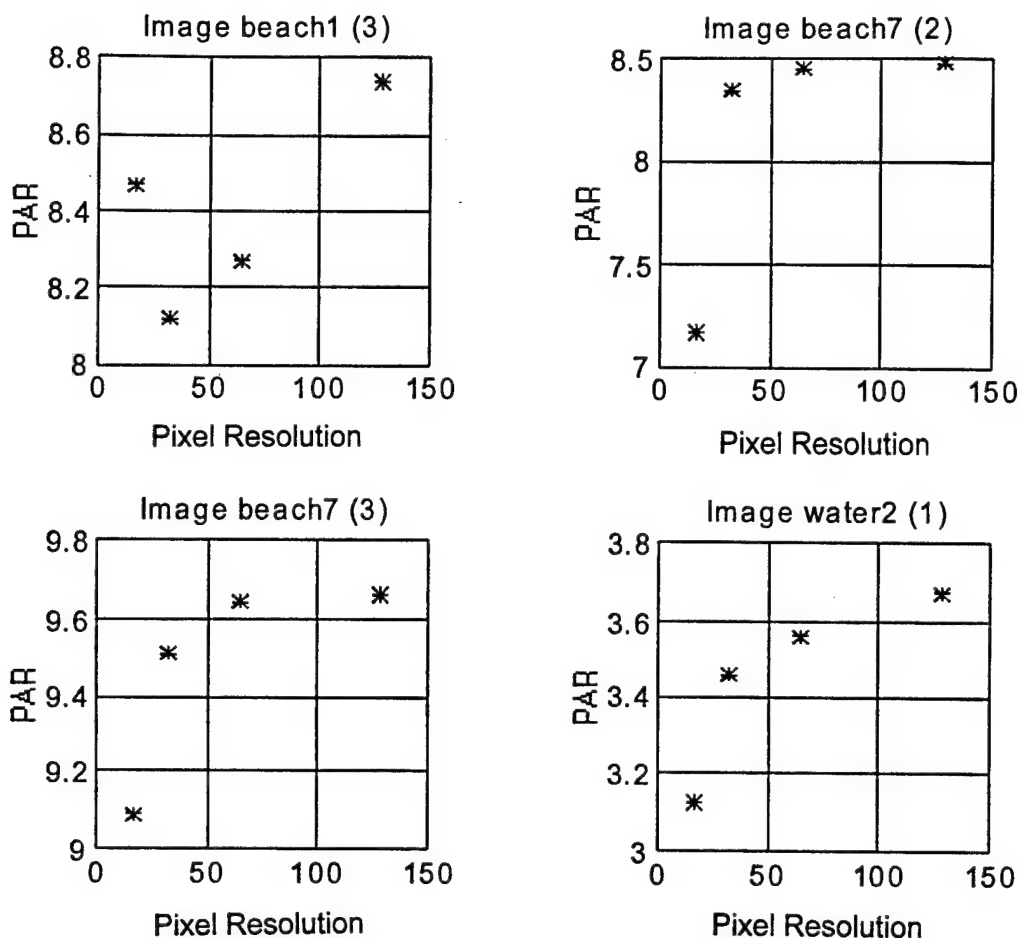 Image beach1 (3)
8.8
8.6
8.4
8.2
8
PAR
0 50 100 150
Pixel Resolution
Image beach7 (2)
8.5
8
7.5
7
PAR
0 50 100 150
Pixel Resolution
Image beach7 (3)
9.8
9.6
9.4
9.2
9
PAR
0 50 100 150
Pixel Resolution
Image water2 (1)
3.8
3.6
3.4
3.2
3
PAR
0 50 100 150
Pixel Resolution